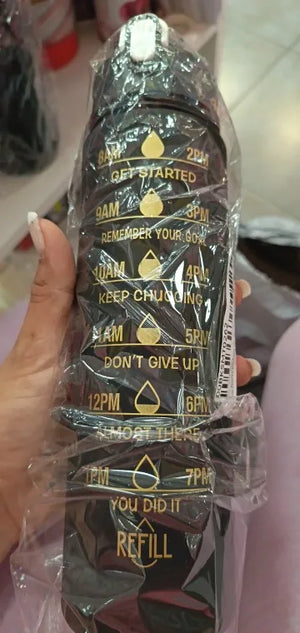 8AM 2PM
GET STARTED
9AM 3PM
REMEMBER YOUR GOAL
10AM 4PM
KEEP CHUGGING
11AM 5PM
DON'T GIVE UP
12PM 6PM
ALMOST THERE
1PM 7PM
YOU DID IT
REFILL